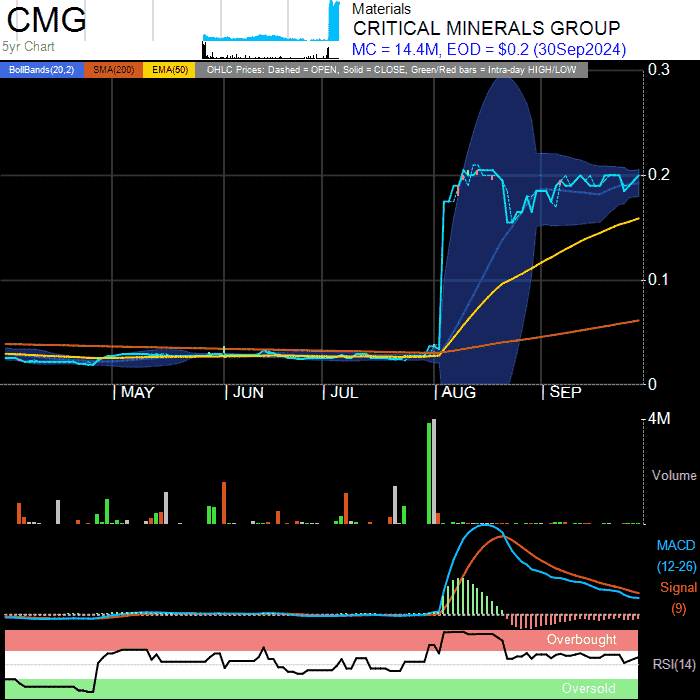 CMG
5yr Chart
Materials
CRITICAL MINERALS GROUP
MC = 14.4M, EOD = $0.2 (30Sep2024)
BollBands(20,2) SMA(200) EMA(50) OHLC Prices: Dashed = OPEN, Solid = CLOSE, Green/Red bars = Intra-day HIGH/LOW
0.3
0.2
0.1
0
MAY JUN JUL AUG SEP
4M
Volume
MACD
(12-26)
Signal
(9)
Overbought
RSI(14)
Oversold